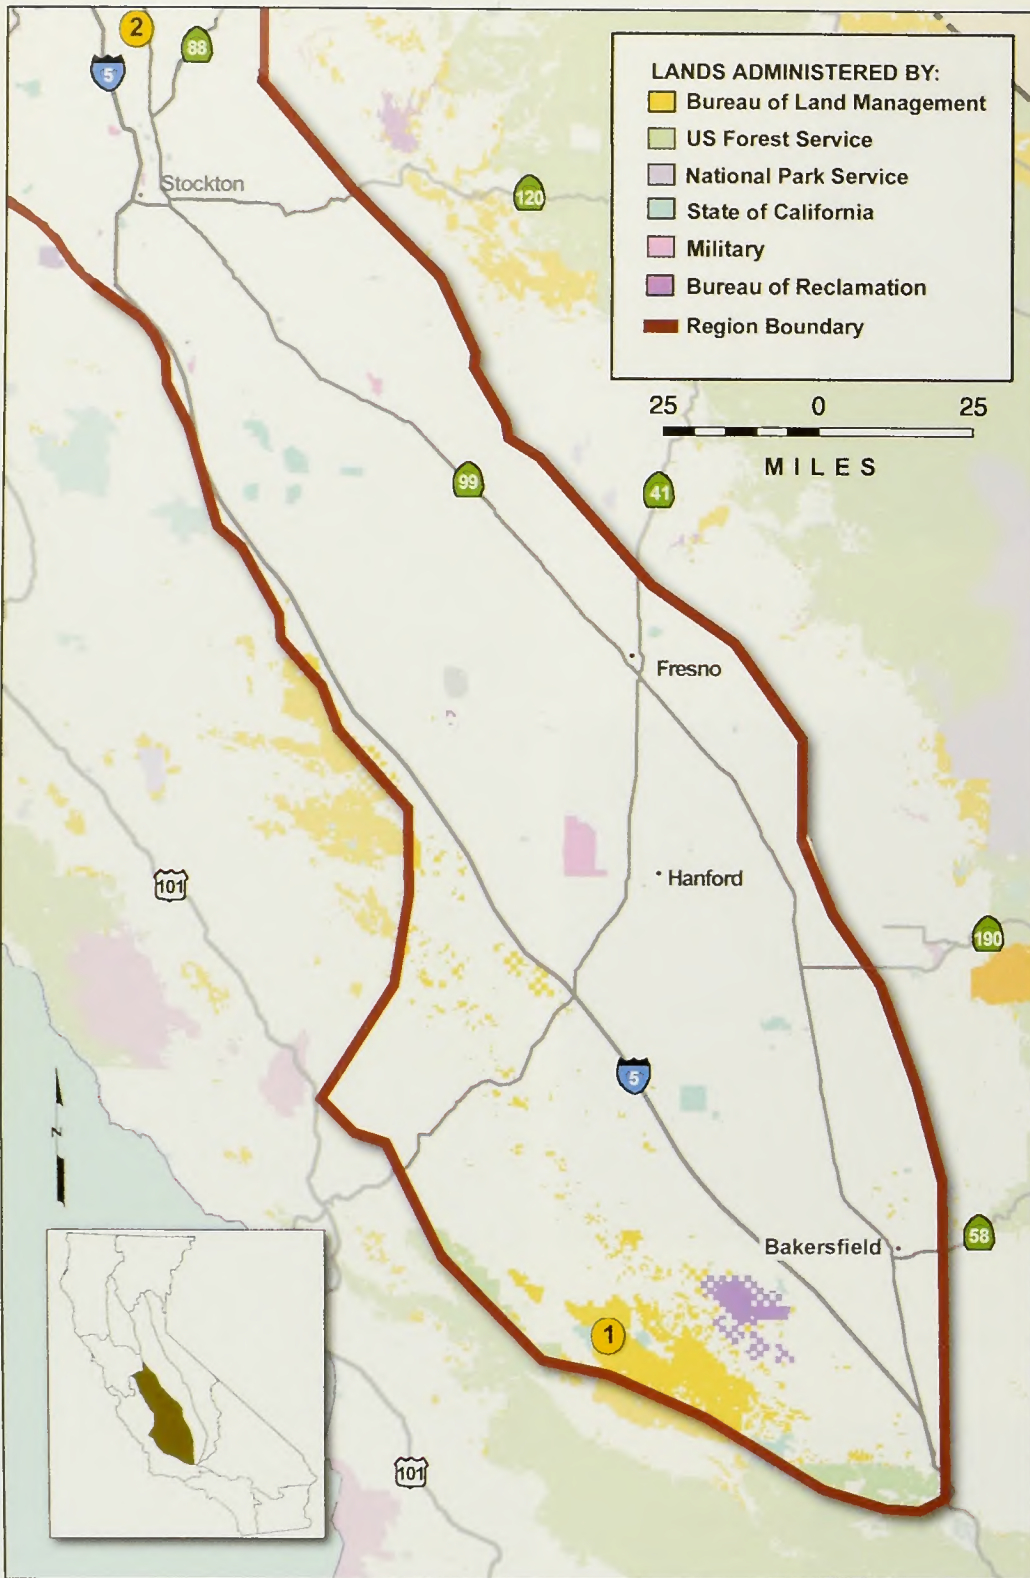 2
88
5
LANDS ADMINISTERED BY:
Bureau of Land Management
US Forest Service
National Park Service
State of California
Military
Bureau of Reclamation
Region Boundary
Stockton
120
25 0 25
MILES
99
41
Fresno
101
Hanford
190
5
N
58
Bakersfield
1
101